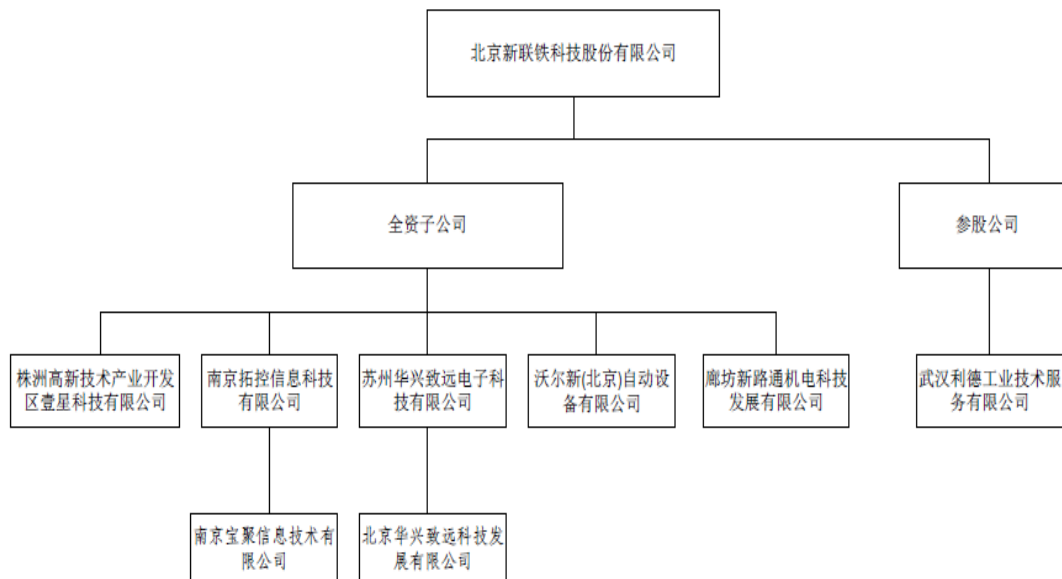 北京新联铁科技股份有限公司
全资子公司
参股公司
株洲高新技术产业开发
区壹星科技有限公司
南京拓控信息科技
有限公司
苏州华兴致远电子科
技有限公司
沃尔新(北京)自动设
备有限公司
廊坊新路通机电科技
发展有限公司
武汉利德工业技术服
务有限公司
南京宝聚信息技术有
限公司
北京华兴致远科技发
展有限公司